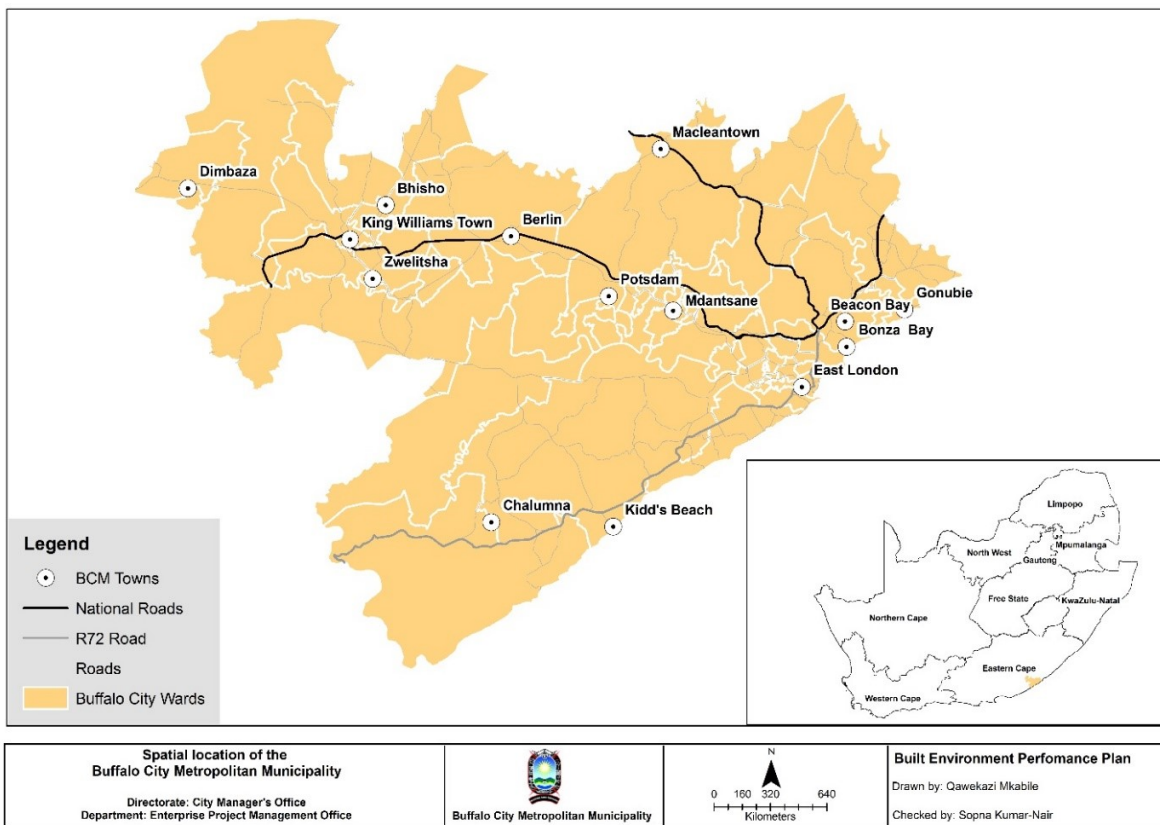 Macleantown
Dimbaza
Bhisho
King Williams Town
Berlin
Zwelitsha
Potsdam
Mdantsane
Beacon Bay
Gonubie
Bonza Bay
East London
Chalumna
Kidd's Beach
Legend
BCM Towns
National Roads
R72 Road
Roads
Buffalo City Wards
Limpopo
North West
Mpumalanga
Gauteng
Free State
KwaZulu-Natal
Northern Cape
Eastern Cape
Western Cape
Spatial location of the
Buffalo City Metropolitan Municipality
Directorate: City Manager's Office
Department: Enterprise Project Management Office
Buffalo City Metropolitan Municipality
N
0 160 320 640
Kilometers
Built Environment Perfomance Plan
Drawn by: Qawekazi Mkabile
Checked by: Sopna Kumar-Nair